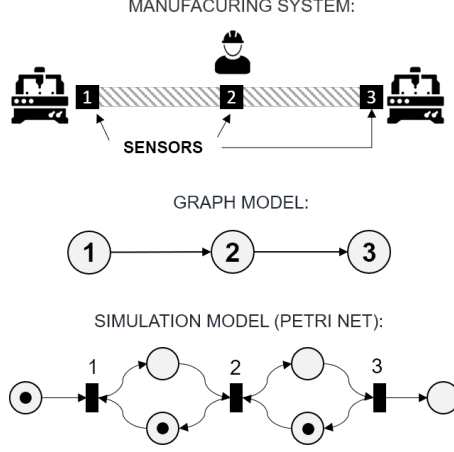 MANUFACURING SYSTEM:
1 2 3
SENSORS
GRAPH MODEL:
1 2 3
SIMULATION MODEL (PETRI NET):
1 2 3